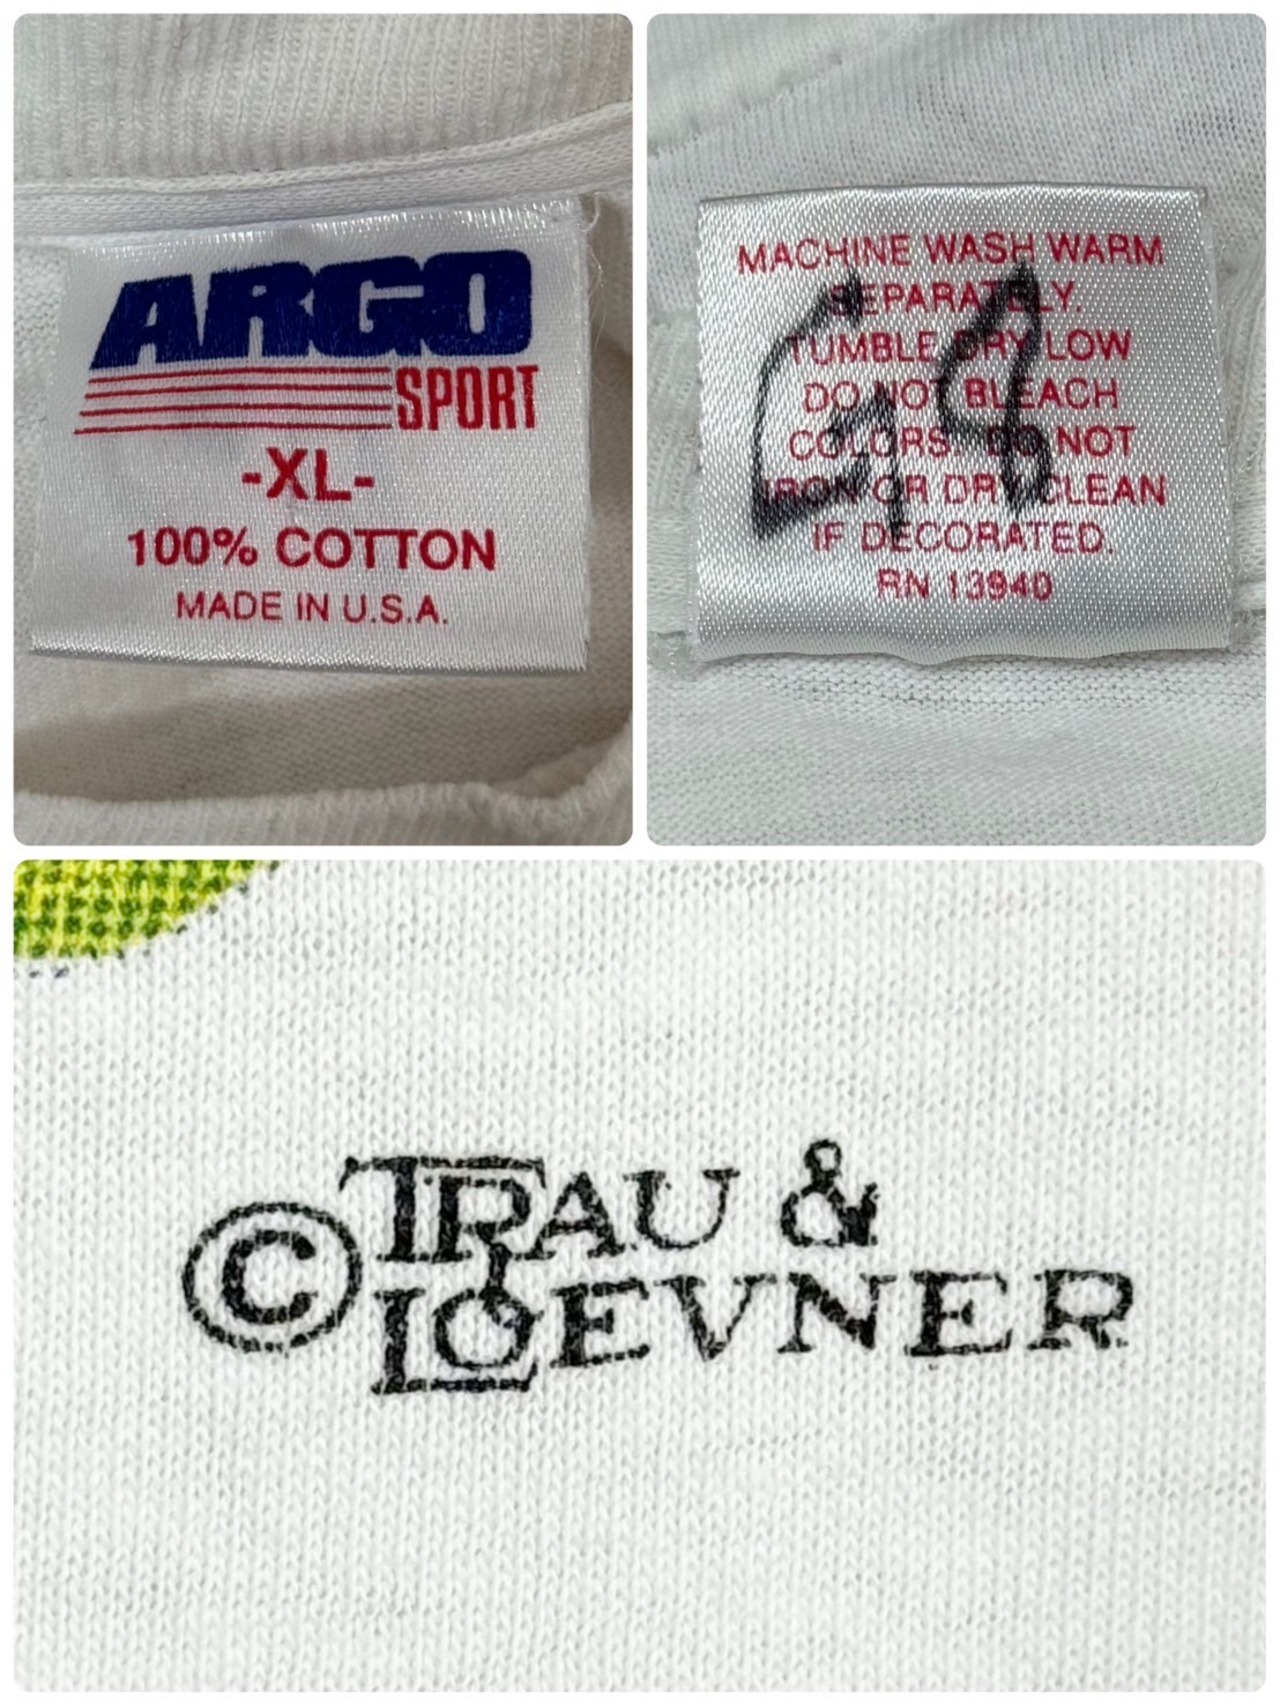 ARGO
SPORT
-XL-
100% COTTON
MADE IN U.S.A.
MACHINE WASH WARM
SEPARATELY.
TUMBLE DRY LOW
DO NOT BLEACH
COLORS. DO NOT
IRON OR DRY CLEAN
IF DECORATED.
RN 13940
© TRAU &
LOEVNER